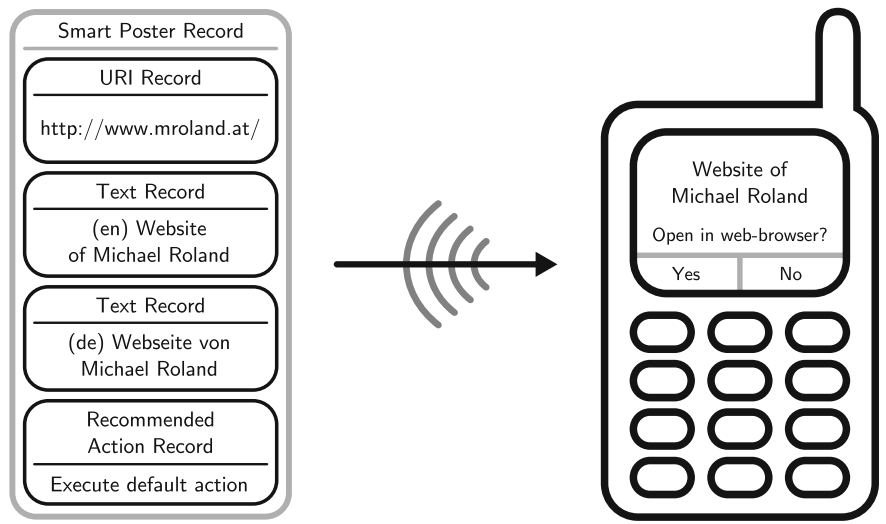 Smart Poster Record
URI Record
http://www.mroland.at/
Text Record
(en) Website
of Michael Roland
Text Record
(de) Webseite von
Michael Roland
Recommended
Action Record
Execute default action
Website of
Michael Roland
Open in web-browser?
Yes
No